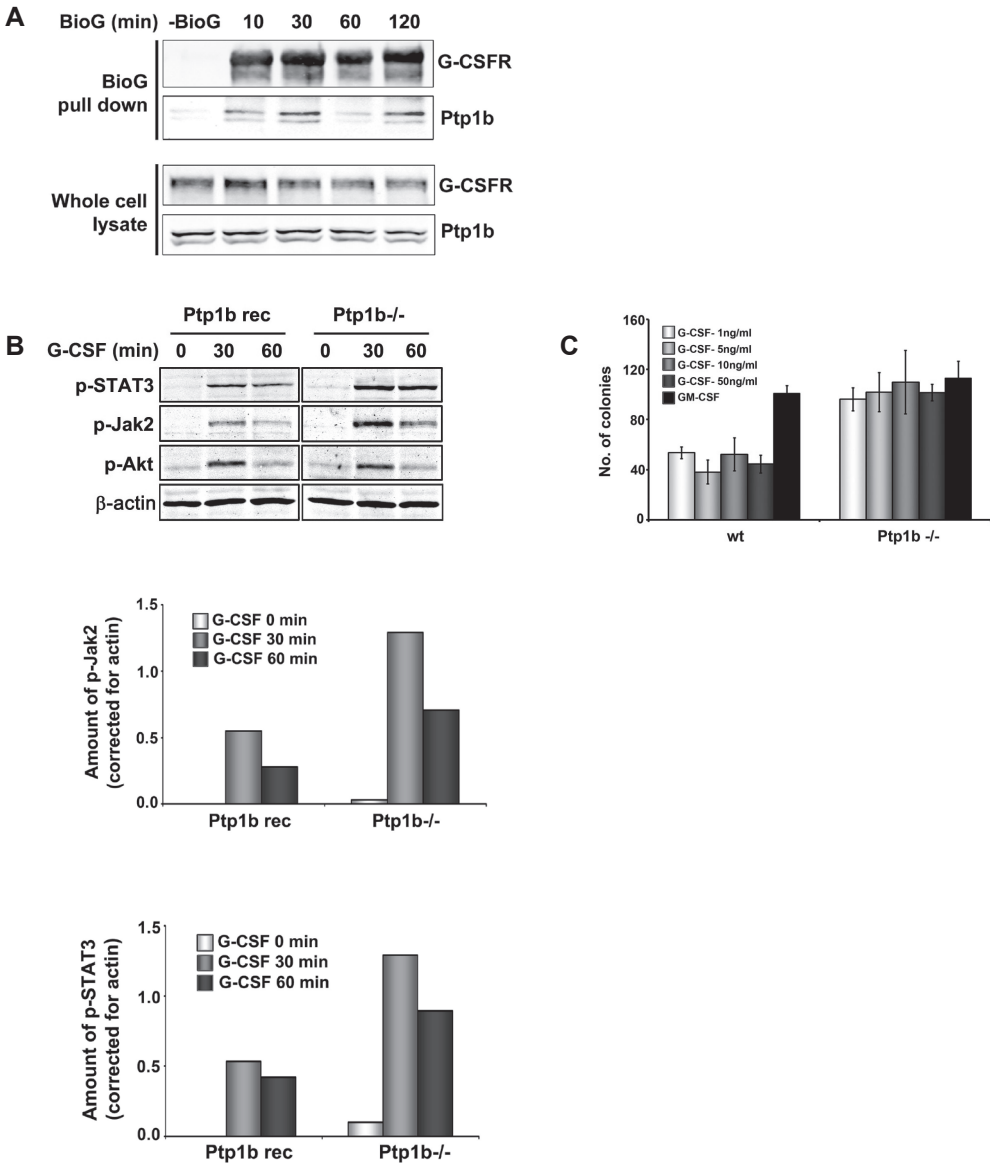 A
BioG (min) -BioG 10 30 60 120
BioG
pull down
G-CSFR
Ptp1b
Whole cell
lysate
G-CSFR
Ptp1b
B
Ptp1b rec Ptp1b-/-
G-CSF (min) 0 30 60 0 30 60
p-STAT3
p-Jak2
p-Akt
β-actin
C
No. of colonies
160
120
80
40
0
G-CSF- 1ng/ml
G-CSF- 5ng/ml
G-CSF- 10ng/ml
G-CSF- 50ng/ml
GM-CSF
wt Ptp1b -/-
Amount of p-Jak2
(corrected for actin)
1.5
1.0
0.5
0.0
G-CSF 0 min
G-CSF 30 min
G-CSF 60 min
Ptp1b rec Ptp1b-/-
Amount of p-STAT3
(corrected for actin)
1.5
1.0
0.5
0.0
G-CSF 0 min
G-CSF 30 min
G-CSF 60 min
Ptp1b rec Ptp1b-/-